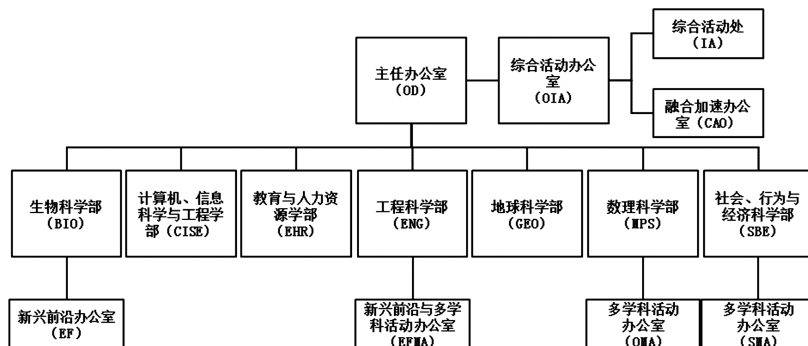 综合活动处
(IA)
主任办公室
(OD)
综合活动办公
室
(OIA)
融合加速办公
室(CAO)
生物科学部
(BIO)
计算机、信息
科学与工程学
部(CISE)
教育与人力资
源学部
(EHR)
工程科学部
(ENG)
地球科学部
(GEO)
数理科学部
(MPS)
社会、行为与
经济科学部
(SBE)
新兴前沿办公室
(EF)
新兴前沿与多学
科活动办公室
(EFMA)
多学科活动
办公室
(OMA)
多学科活动
办公室
(SMA)